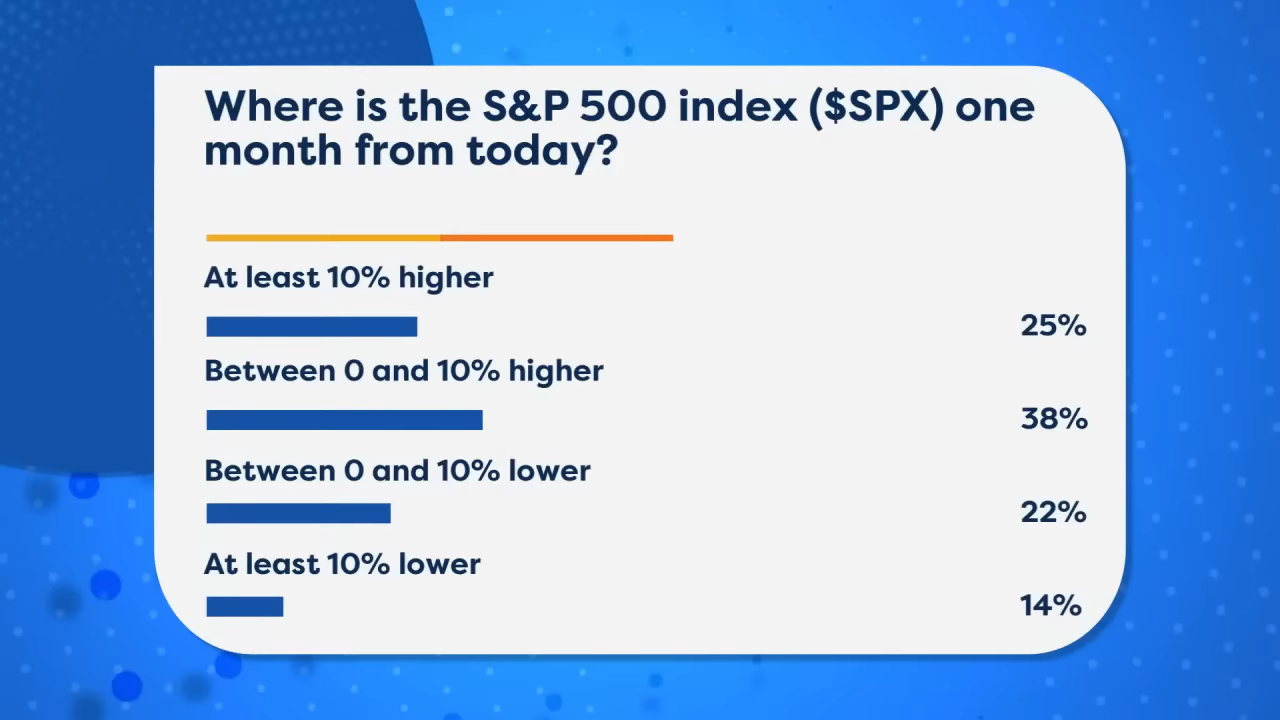 Where is the S&P 500 index ($SPX) one
month from today?
At least 10% higher
25%
Between 0 and 10% higher
38%
Between 0 and 10% lower
22%
At least 10% lower
14%